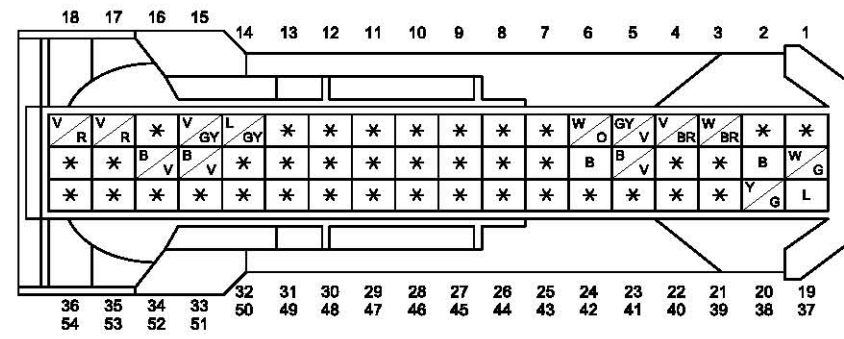 18 17 16 15 14 13 12 11 10 9 8 7 6 5 4 3 2 1
V/R V/R * V/GY L/GY * * * * * * * W/O GY/V V/BR W/BR * *
* * B/V B/V * * * * * * * * B B/V * * B W/G
* * * * * * * * * * * * * * * * Y/G L
36 35 34 33 32 31 30 29 28 27 26 25 24 23 22 21 20 19
54 53 52 51 50 49 48 47 46 45 44 43 42 41 40 39 38 37